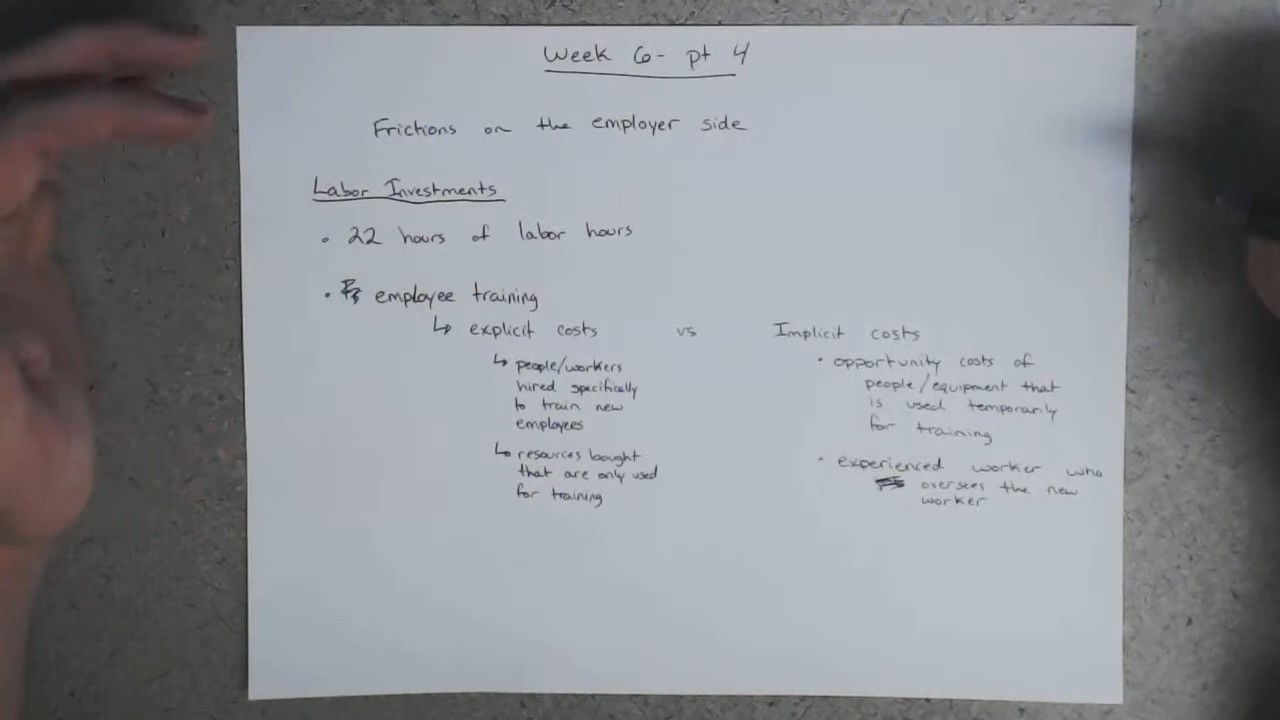 Week 6- pt 4
Frictions on the employer side
Labor Investments
• 22 hours of labor hours
• employee training
↳ explicit costs vs Implicit costs
↳ people/workers
hired specifically
to train new
employees
↳ resources bought
that are only used
for training
• opportunity costs of
people/equipment that
is used temporarily
for training
• experienced worker who
oversees the new
worker